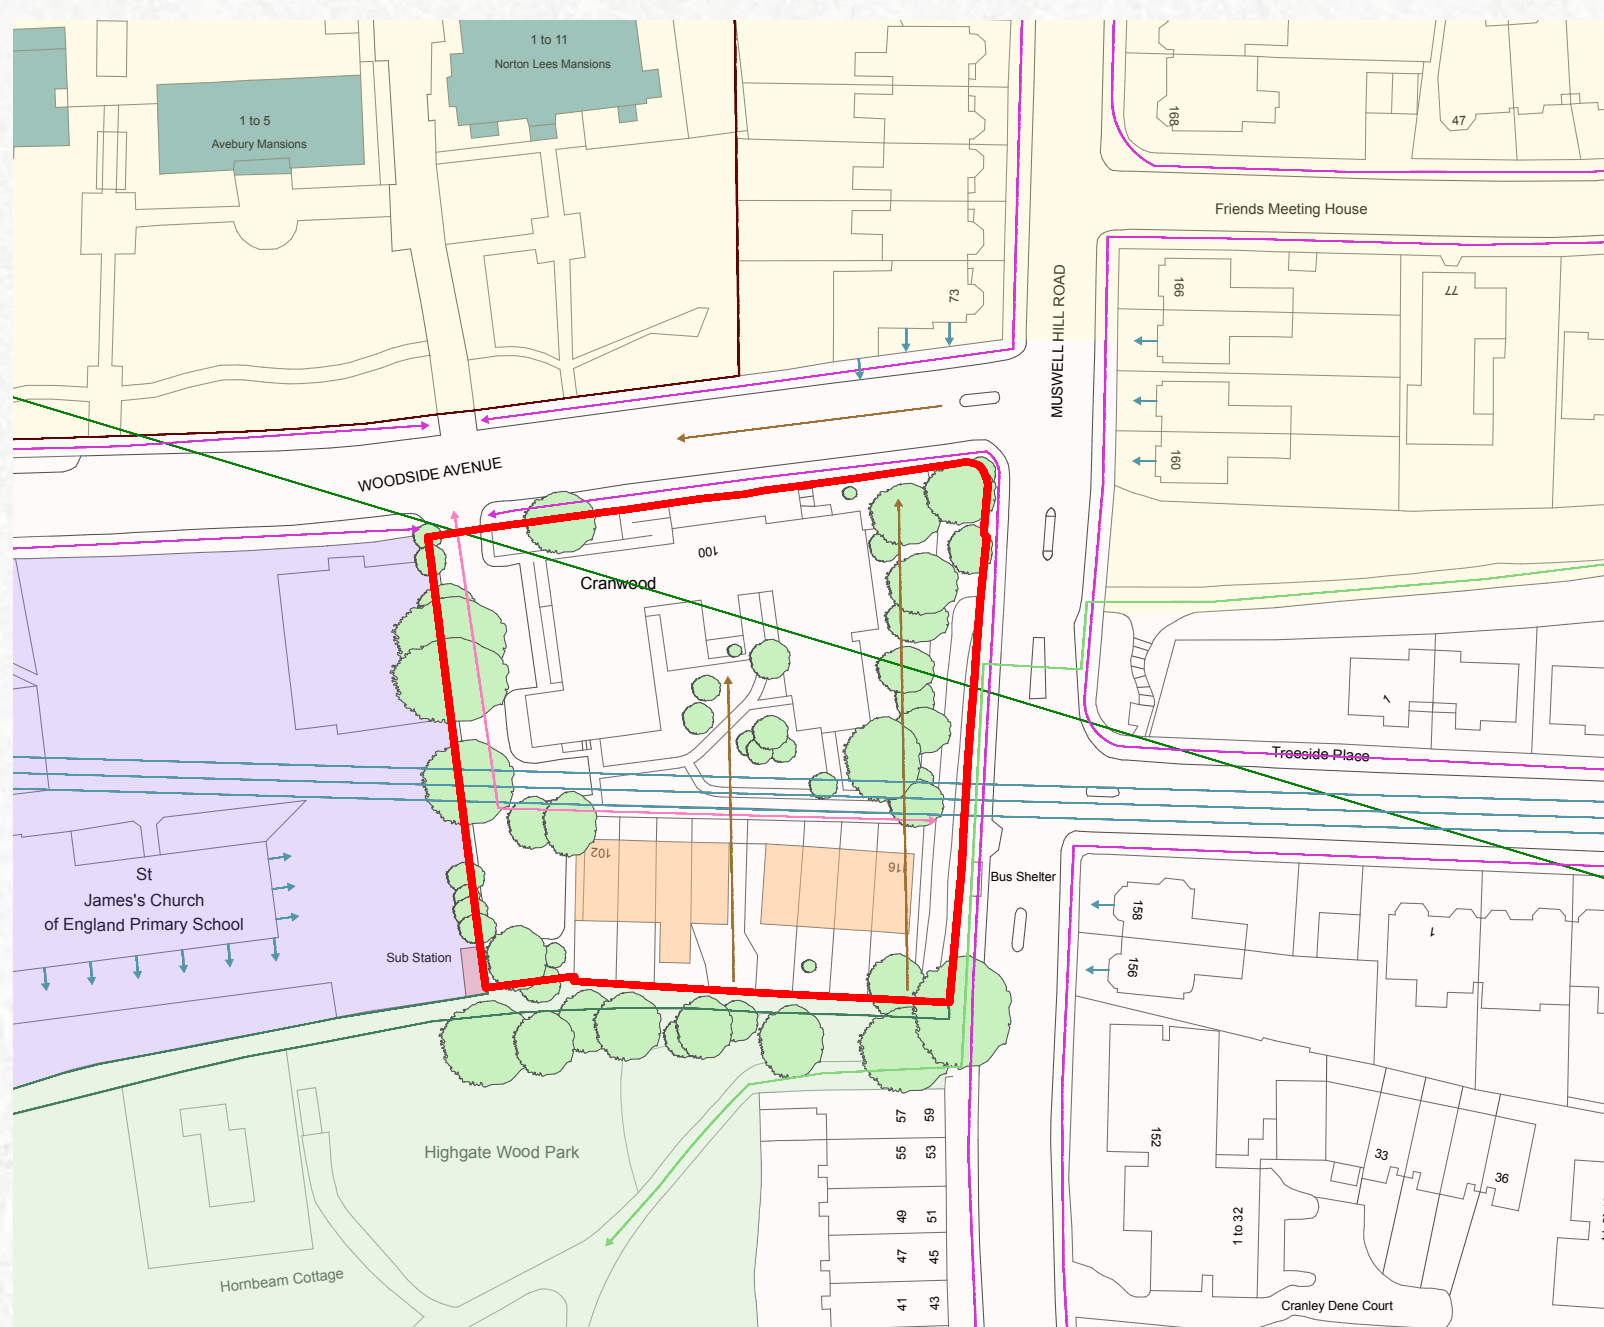 1 to 11
Norton Lees Mansions
1 to 5
Avebury Mansions
168
47
Friends Meeting House
73
166
77
MUSWELL HILL ROAD
160
WOODSIDE AVENUE
100
Cranwood
1
Treeside Place
102
116
Bus Shelter
St
James's Church
of England Primary School
158
1
Sub Station
156
57
59
152
55
53
Highgate Wood Park
33
36
49
51
1 to 32
47
45
Hornbeam Cottage
41
43
Cranley Dene Court